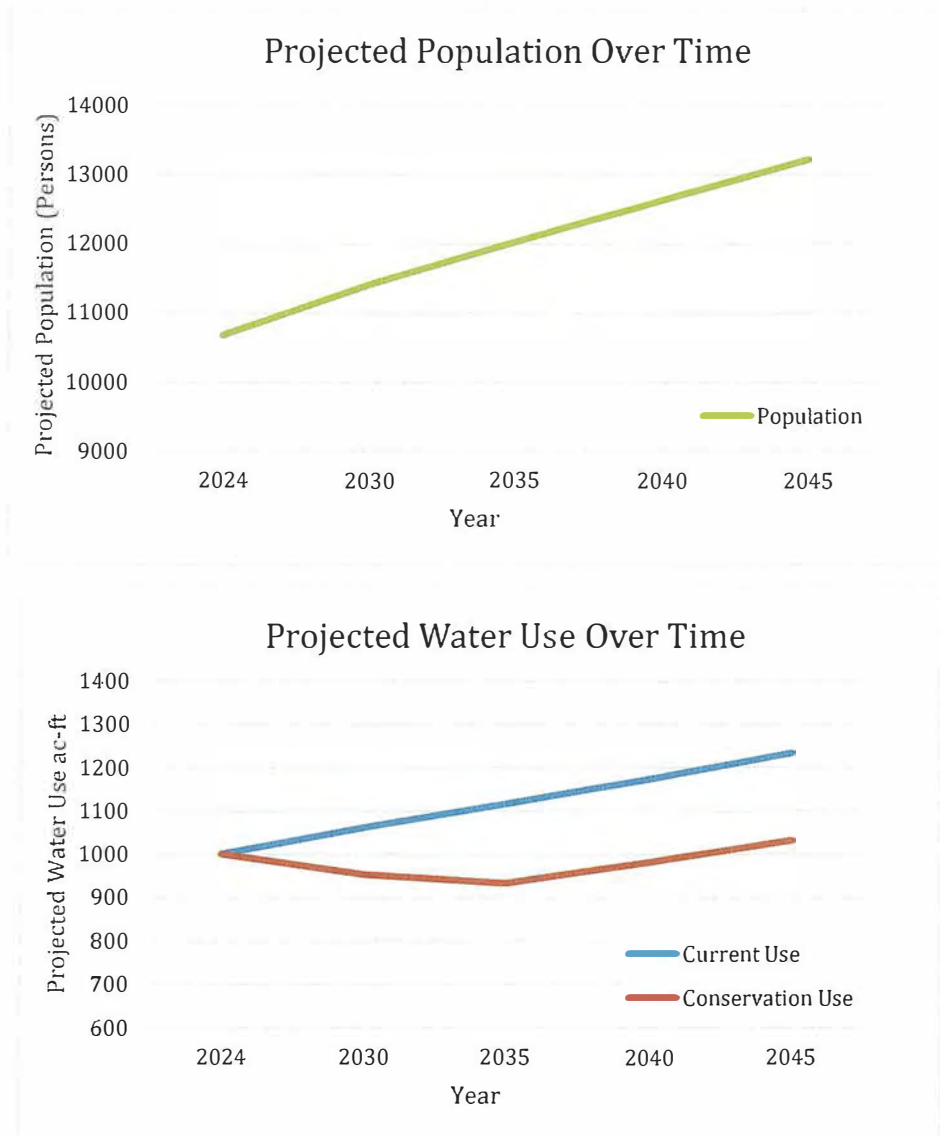 Projected Population Over Time
Projected Population (Persons)
14000
13000
12000
11000
10000
9000
Population
2024 2030 2035 2040 2045
Year
Projected Water Use Over Time
Projected Water Use ac-ft
1400
1300
1200
1100
1000
900
800
700
600
Current Use
Conservation Use
2024 2030 2035 2040 2045
Year